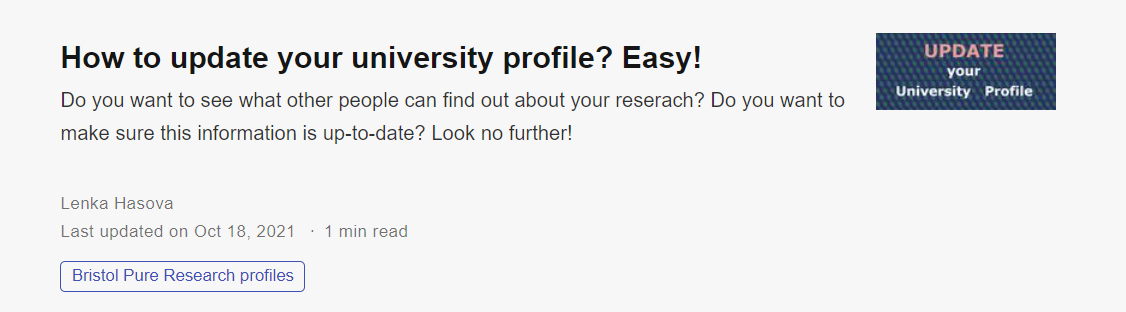 How to update your university profile? Easy!
Do you want to see what other people can find out about your reserach? Do you want to
make sure this information is up-to-date? Look no further!
UPDATE
your
University Profile
Lenka Hasova
Last updated on Oct 18, 2021 · 1 min read
Bristol Pure Research profiles